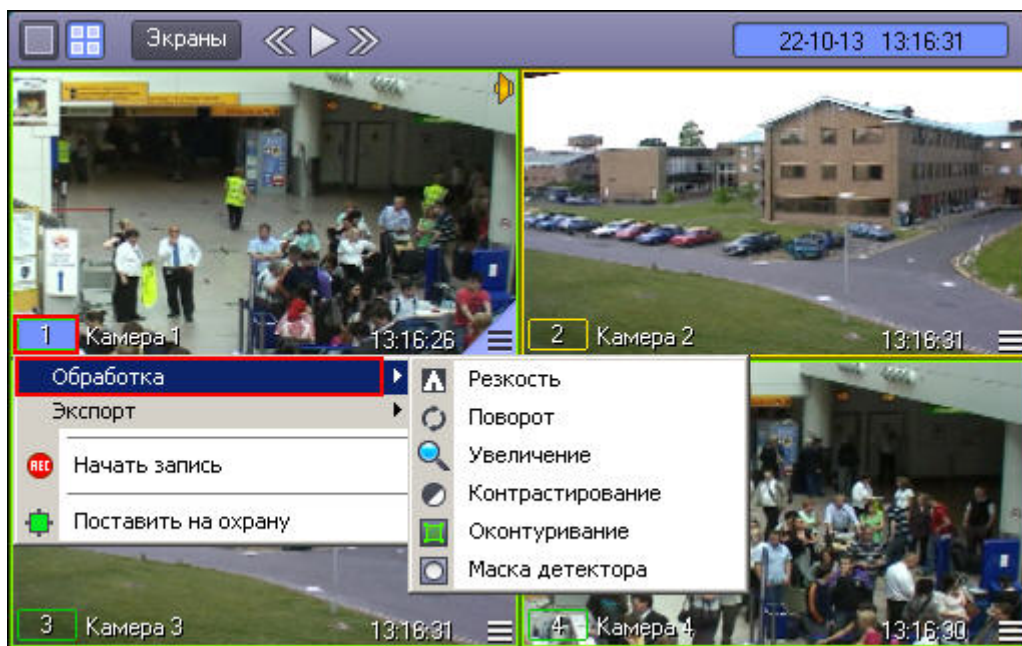 Экраны
22-10-13 13:16:31
1 Камера 1 13:16:26
2 Камера 2 13:16:31
Обработка
Экспорт
REC Начать запись
Поставить на охрану
Резкость
Поворот
Увеличение
Контрастирование
Оконтуривание
Маска детектора
3 Камера 3 13:16:31
4 Камера 4 13:16:30